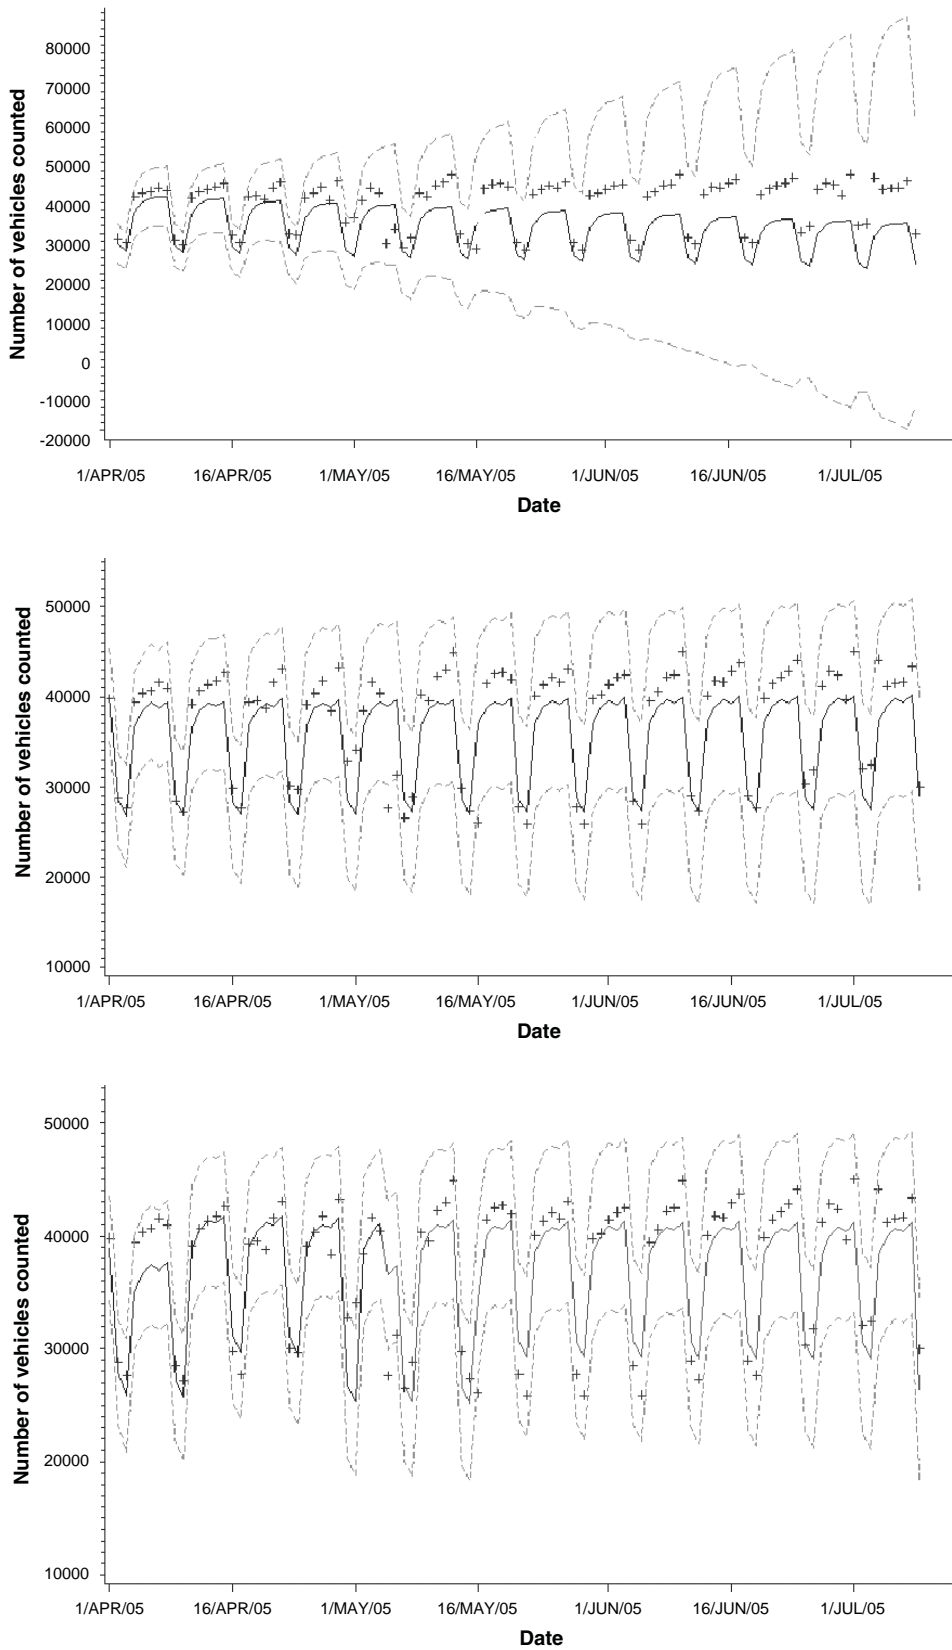 Number of vehicles counted
80000
70000
60000
50000
40000
30000
20000
10000
0
-10000
-20000
1/APR/05 16/APR/05 1/MAY/05 16/MAY/05 1/JUN/05 16/JUN/05 1/JUL/05
Date
Number of vehicles counted
50000
40000
30000
20000
10000
1/APR/05 16/APR/05 1/MAY/05 16/MAY/05 1/JUN/05 16/JUN/05 1/JUL/05
Date
Number of vehicles counted
50000
40000
30000
20000
10000
1/APR/05 16/APR/05 1/MAY/05 16/MAY/05 1/JUN/05 16/JUN/05 1/JUL/05
Date